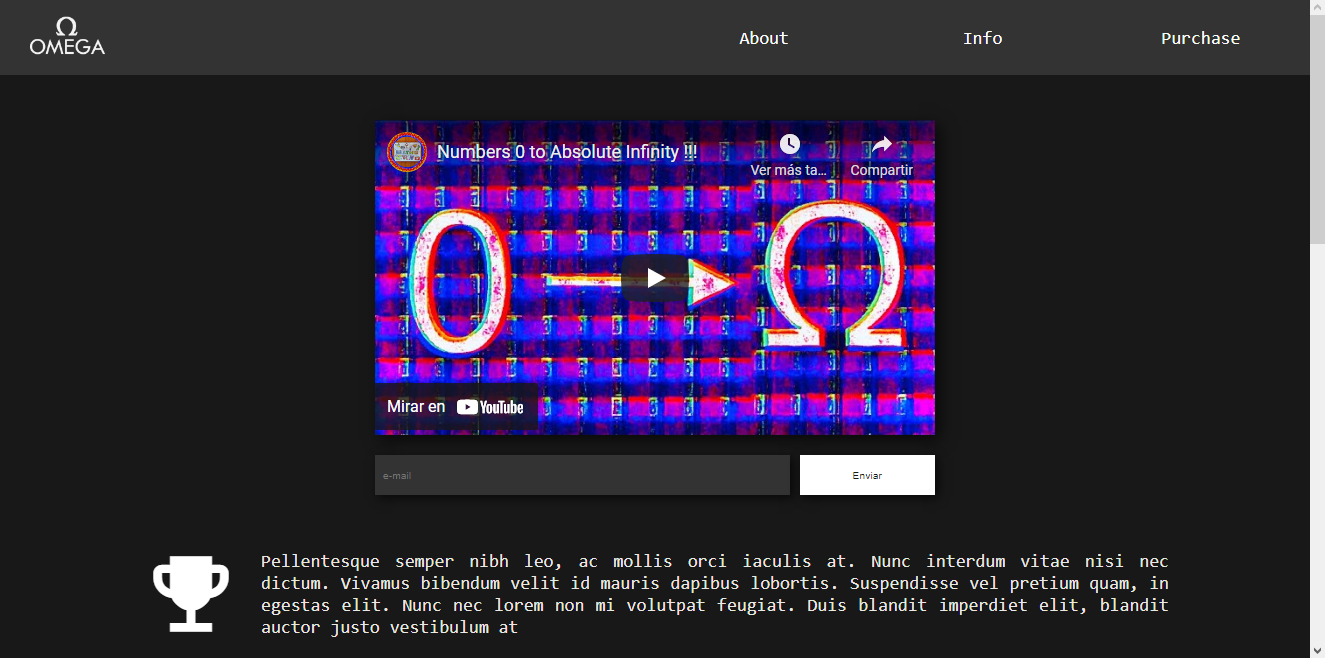 Ω
OMEGA
About
Info
Purchase
Numbers 0 to Absolute Infinity !!!
Ver más ta...
Compartir
0 → Ω
Mirar en YouTube
e-mail
Enviar
Pellentesque semper nibh leo, ac mollis orci iaculis at. Nunc interdum vitae nisi nec
dictum. Vivamus bibendum velit id mauris dapibus lobortis. Suspendisse vel pretium quam, in
egestas elit. Nunc nec lorem non mi volutpat feugiat. Duis blandit imperdiet elit, blandit
auctor justo vestibulum at